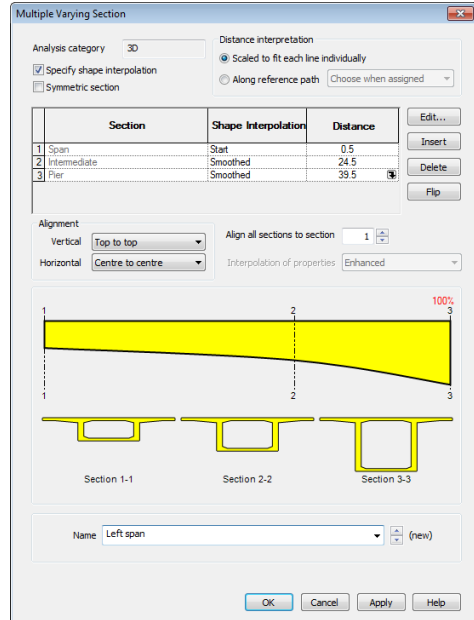 Multiple Varying Section
Analysis category 3D
Specify shape interpolation
Symmetric section
Distance interpretation
Scaled to fit each line individually
Along reference path Choose when assigned
Section Shape Interpolation Distance
1 Span Start 0.5
2 Intermediate Smoothed 24.5
3 Pier Smoothed 39.5
Edit...
Insert
Delete
Flip
Alignment
Vertical Top to top
Horizontal Centre to centre
Align all sections to section 1
Interpolation of properties Enhanced
100%
1 2 3
1 2 3
Section 1-1 Section 2-2 Section 3-3
Name Left span (new)
OK Cancel Apply Help